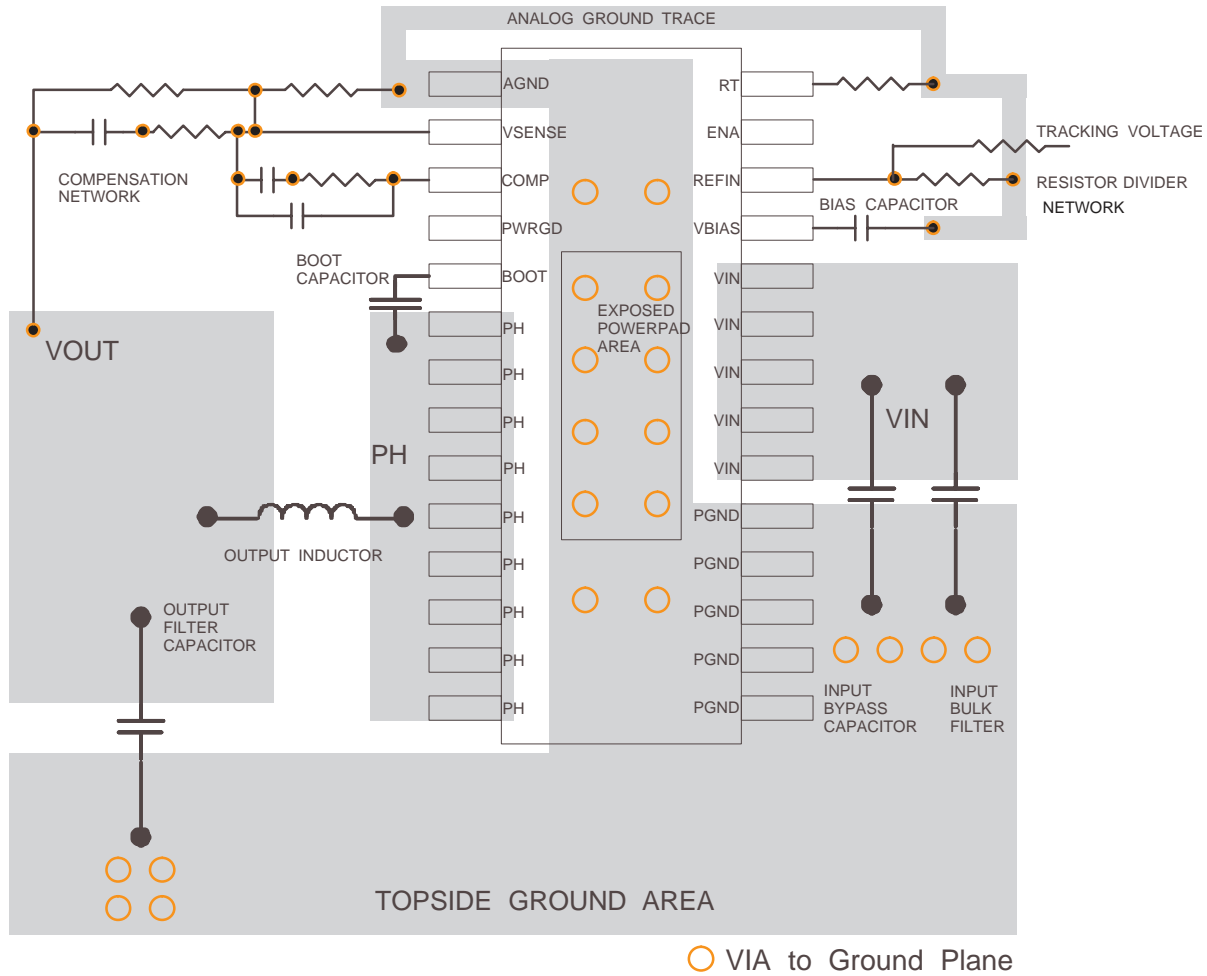 ANALOG GROUND TRACE
AGND
RT
VSENSE
ENA
TRACKING VOLTAGE
COMPENSATION
NETWORK
COMP
REFIN
RESISTOR DIVIDER
NETWORK
BIAS CAPACITOR
PWRGD
VBIAS
BOOT
CAPACITOR
BOOT
VIN
EXPOSED
POWERPAD
AREA
PH
VIN
VOUT
PH
VIN
PH
VIN
VIN
PH
PH
VIN
PH
PGND
OUTPUT INDUCTOR
PH
PGND
OUTPUT
FILTER
CAPACITOR
PH
PGND
PH
PGND
PH
PGND
INPUT
BYPASS
CAPACITOR
INPUT
BULK
FILTER
TOPSIDE GROUND AREA
VIA to Ground Plane